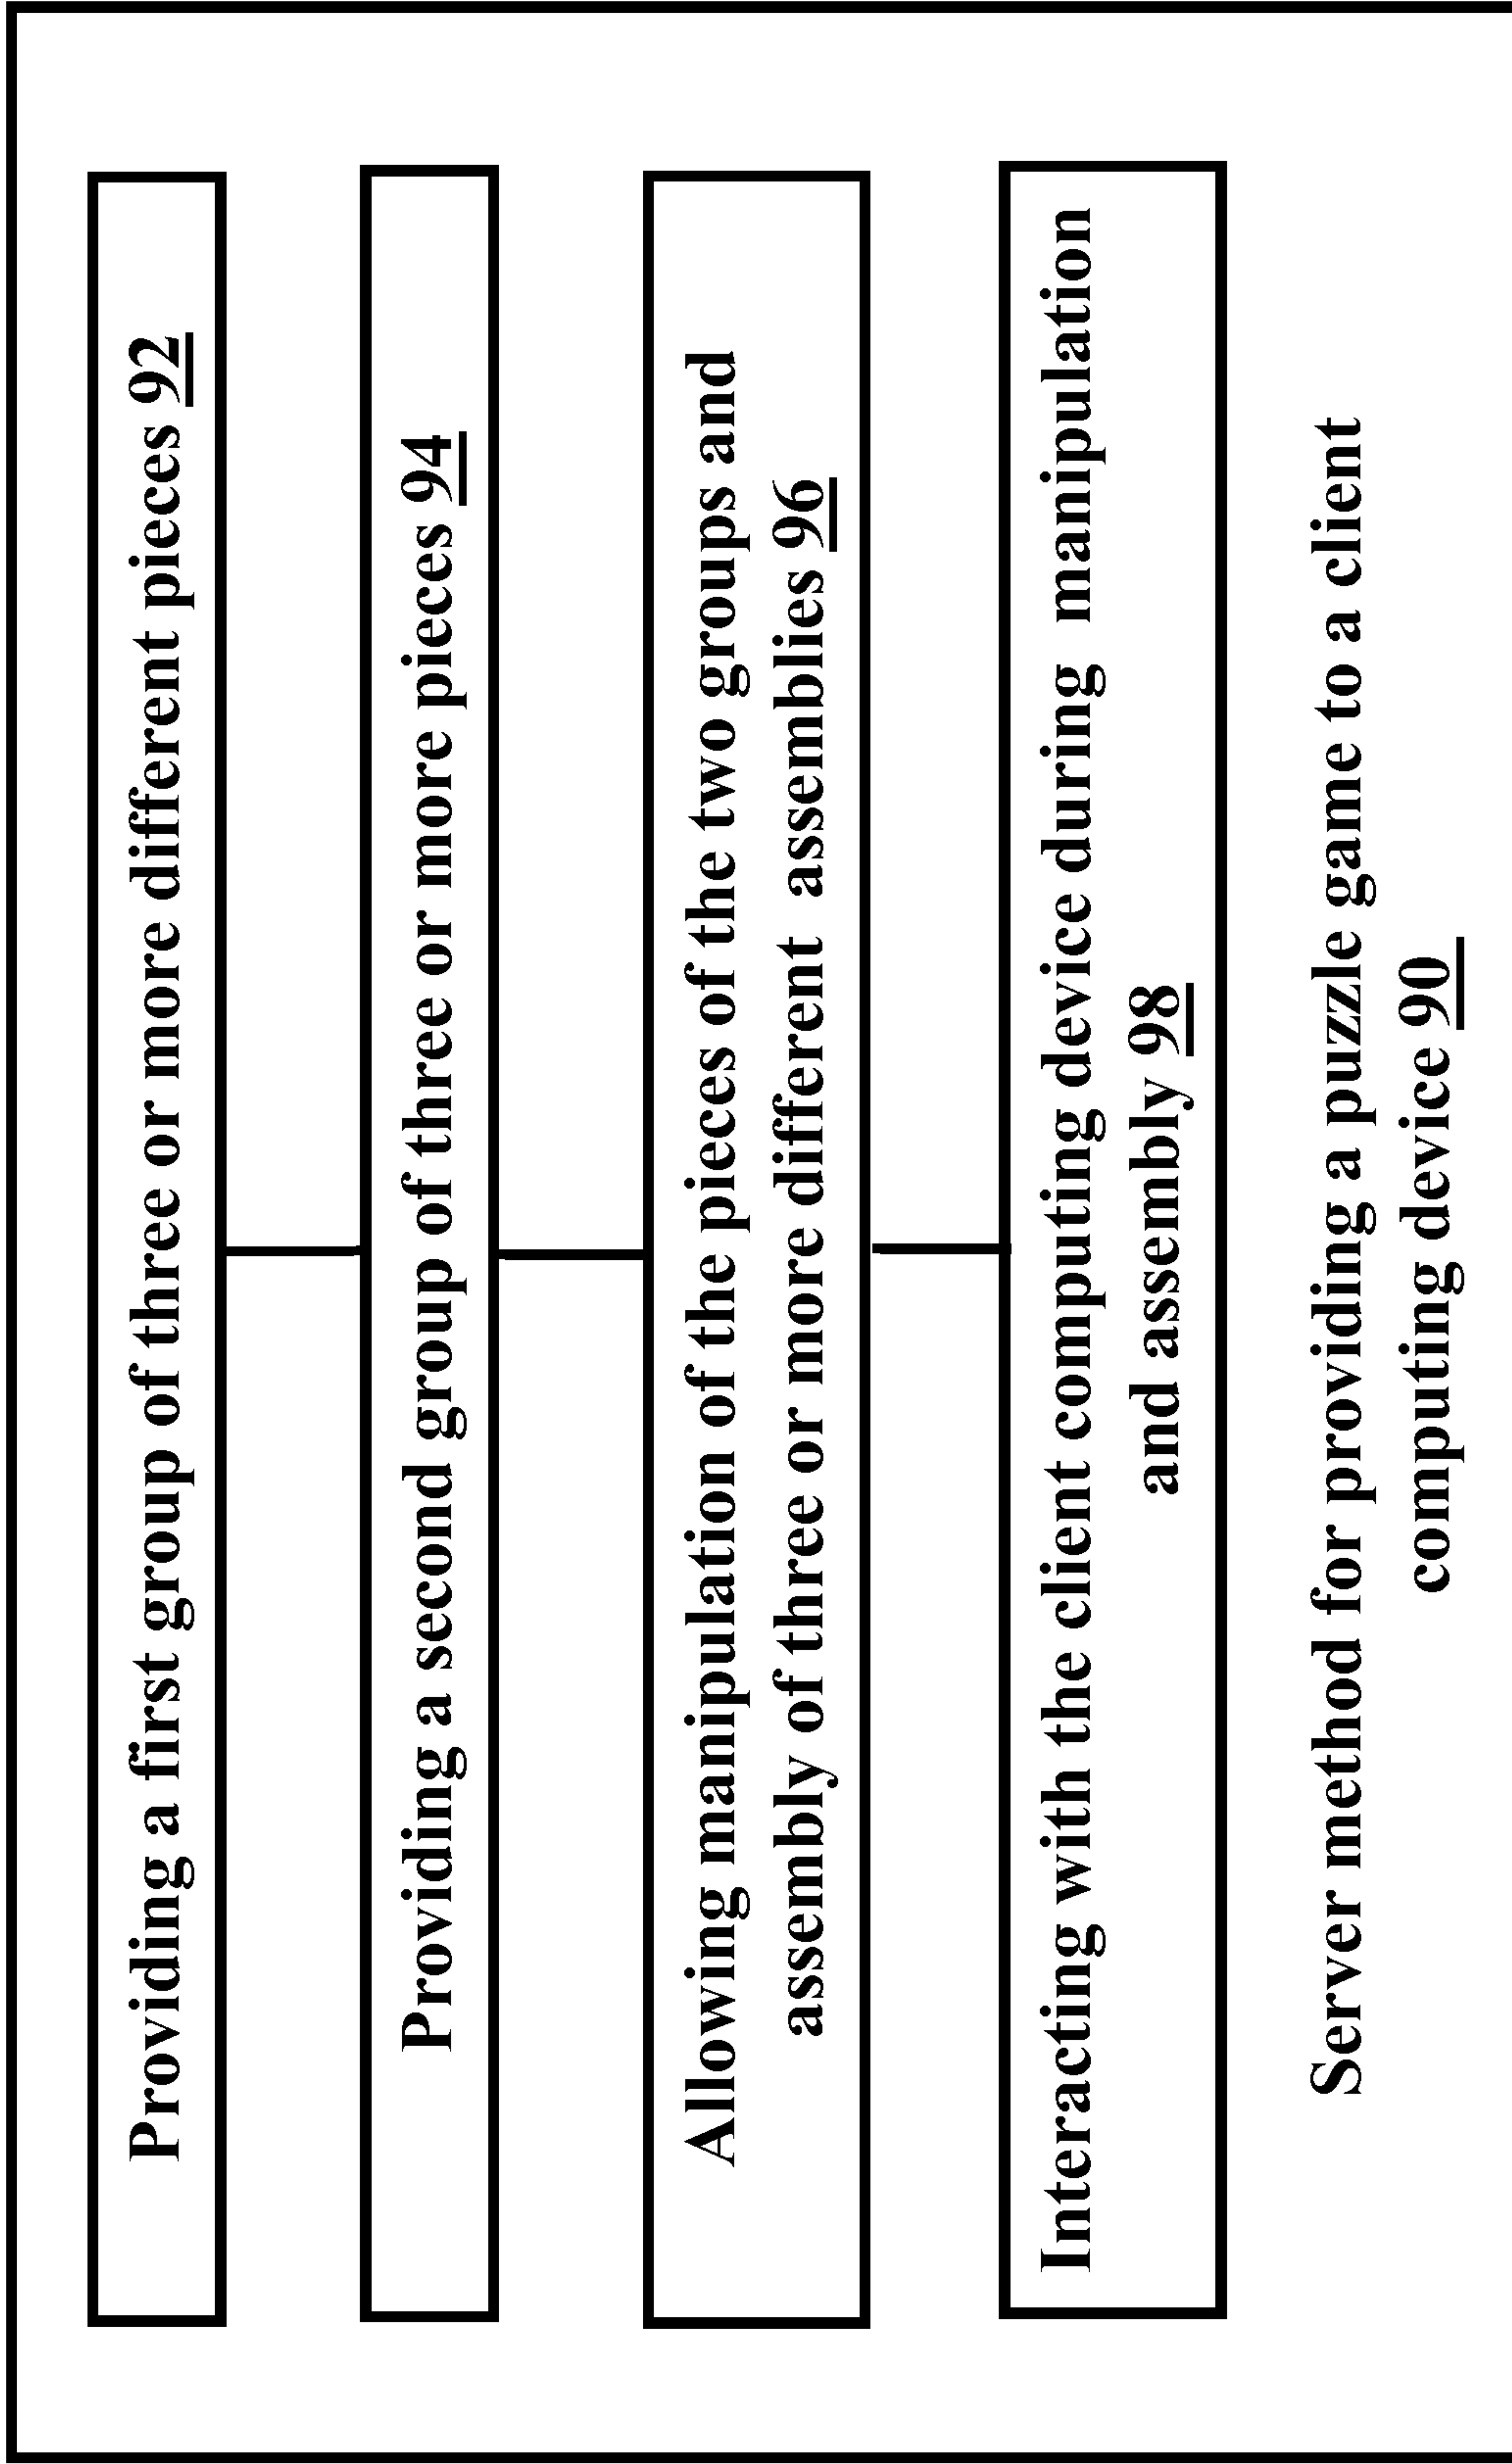 Providing a first group of three or more different pieces 92
Providing a second group of three or more pieces 94
Allowing manipulation of the pieces of the two groups and
assembly of three or more different assemblies 96
Interacting with the client computing device during manipulation
and assembly 98
Server method for providing a puzzle game to a client
computing device 90